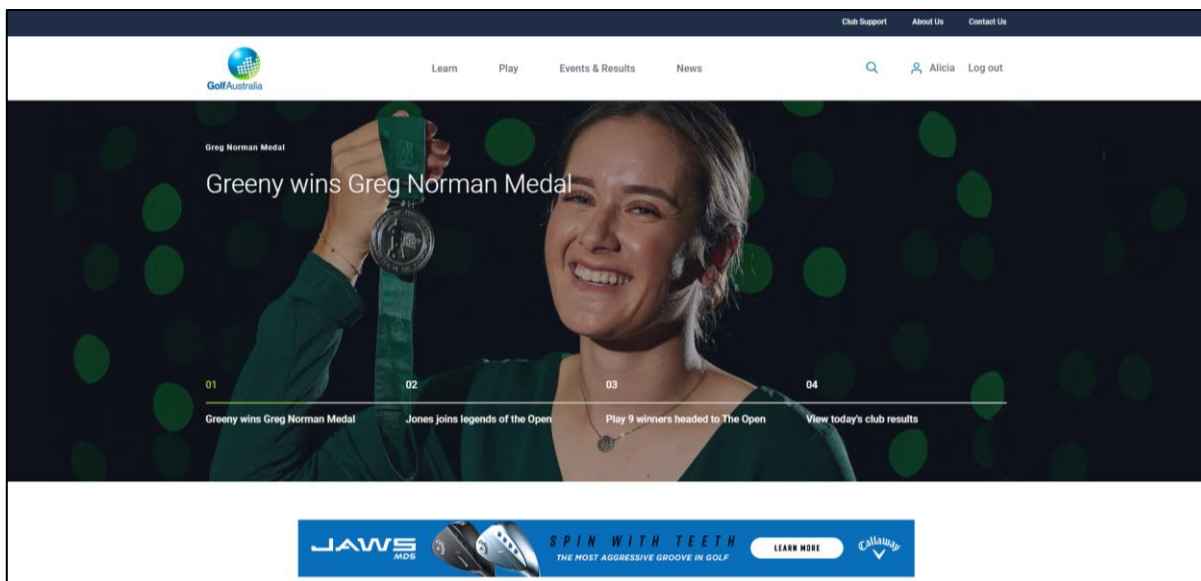 Club Support About Us Contact Us
GolfAustralia
Learn Play Events & Results News
Alicia Log out
Greg Norman Medal
Greeny wins Greg Norman Medal
01 02 03 04
Greeny wins Greg Norman Medal Jones joins legends of the Open Play 9 winners headed to The Open View today's club results
JAWS
MD5
SPIN WITH TEETH
THE MOST AGGRESSIVE GROOVE IN GOLF
LEARN MORE
Callaway